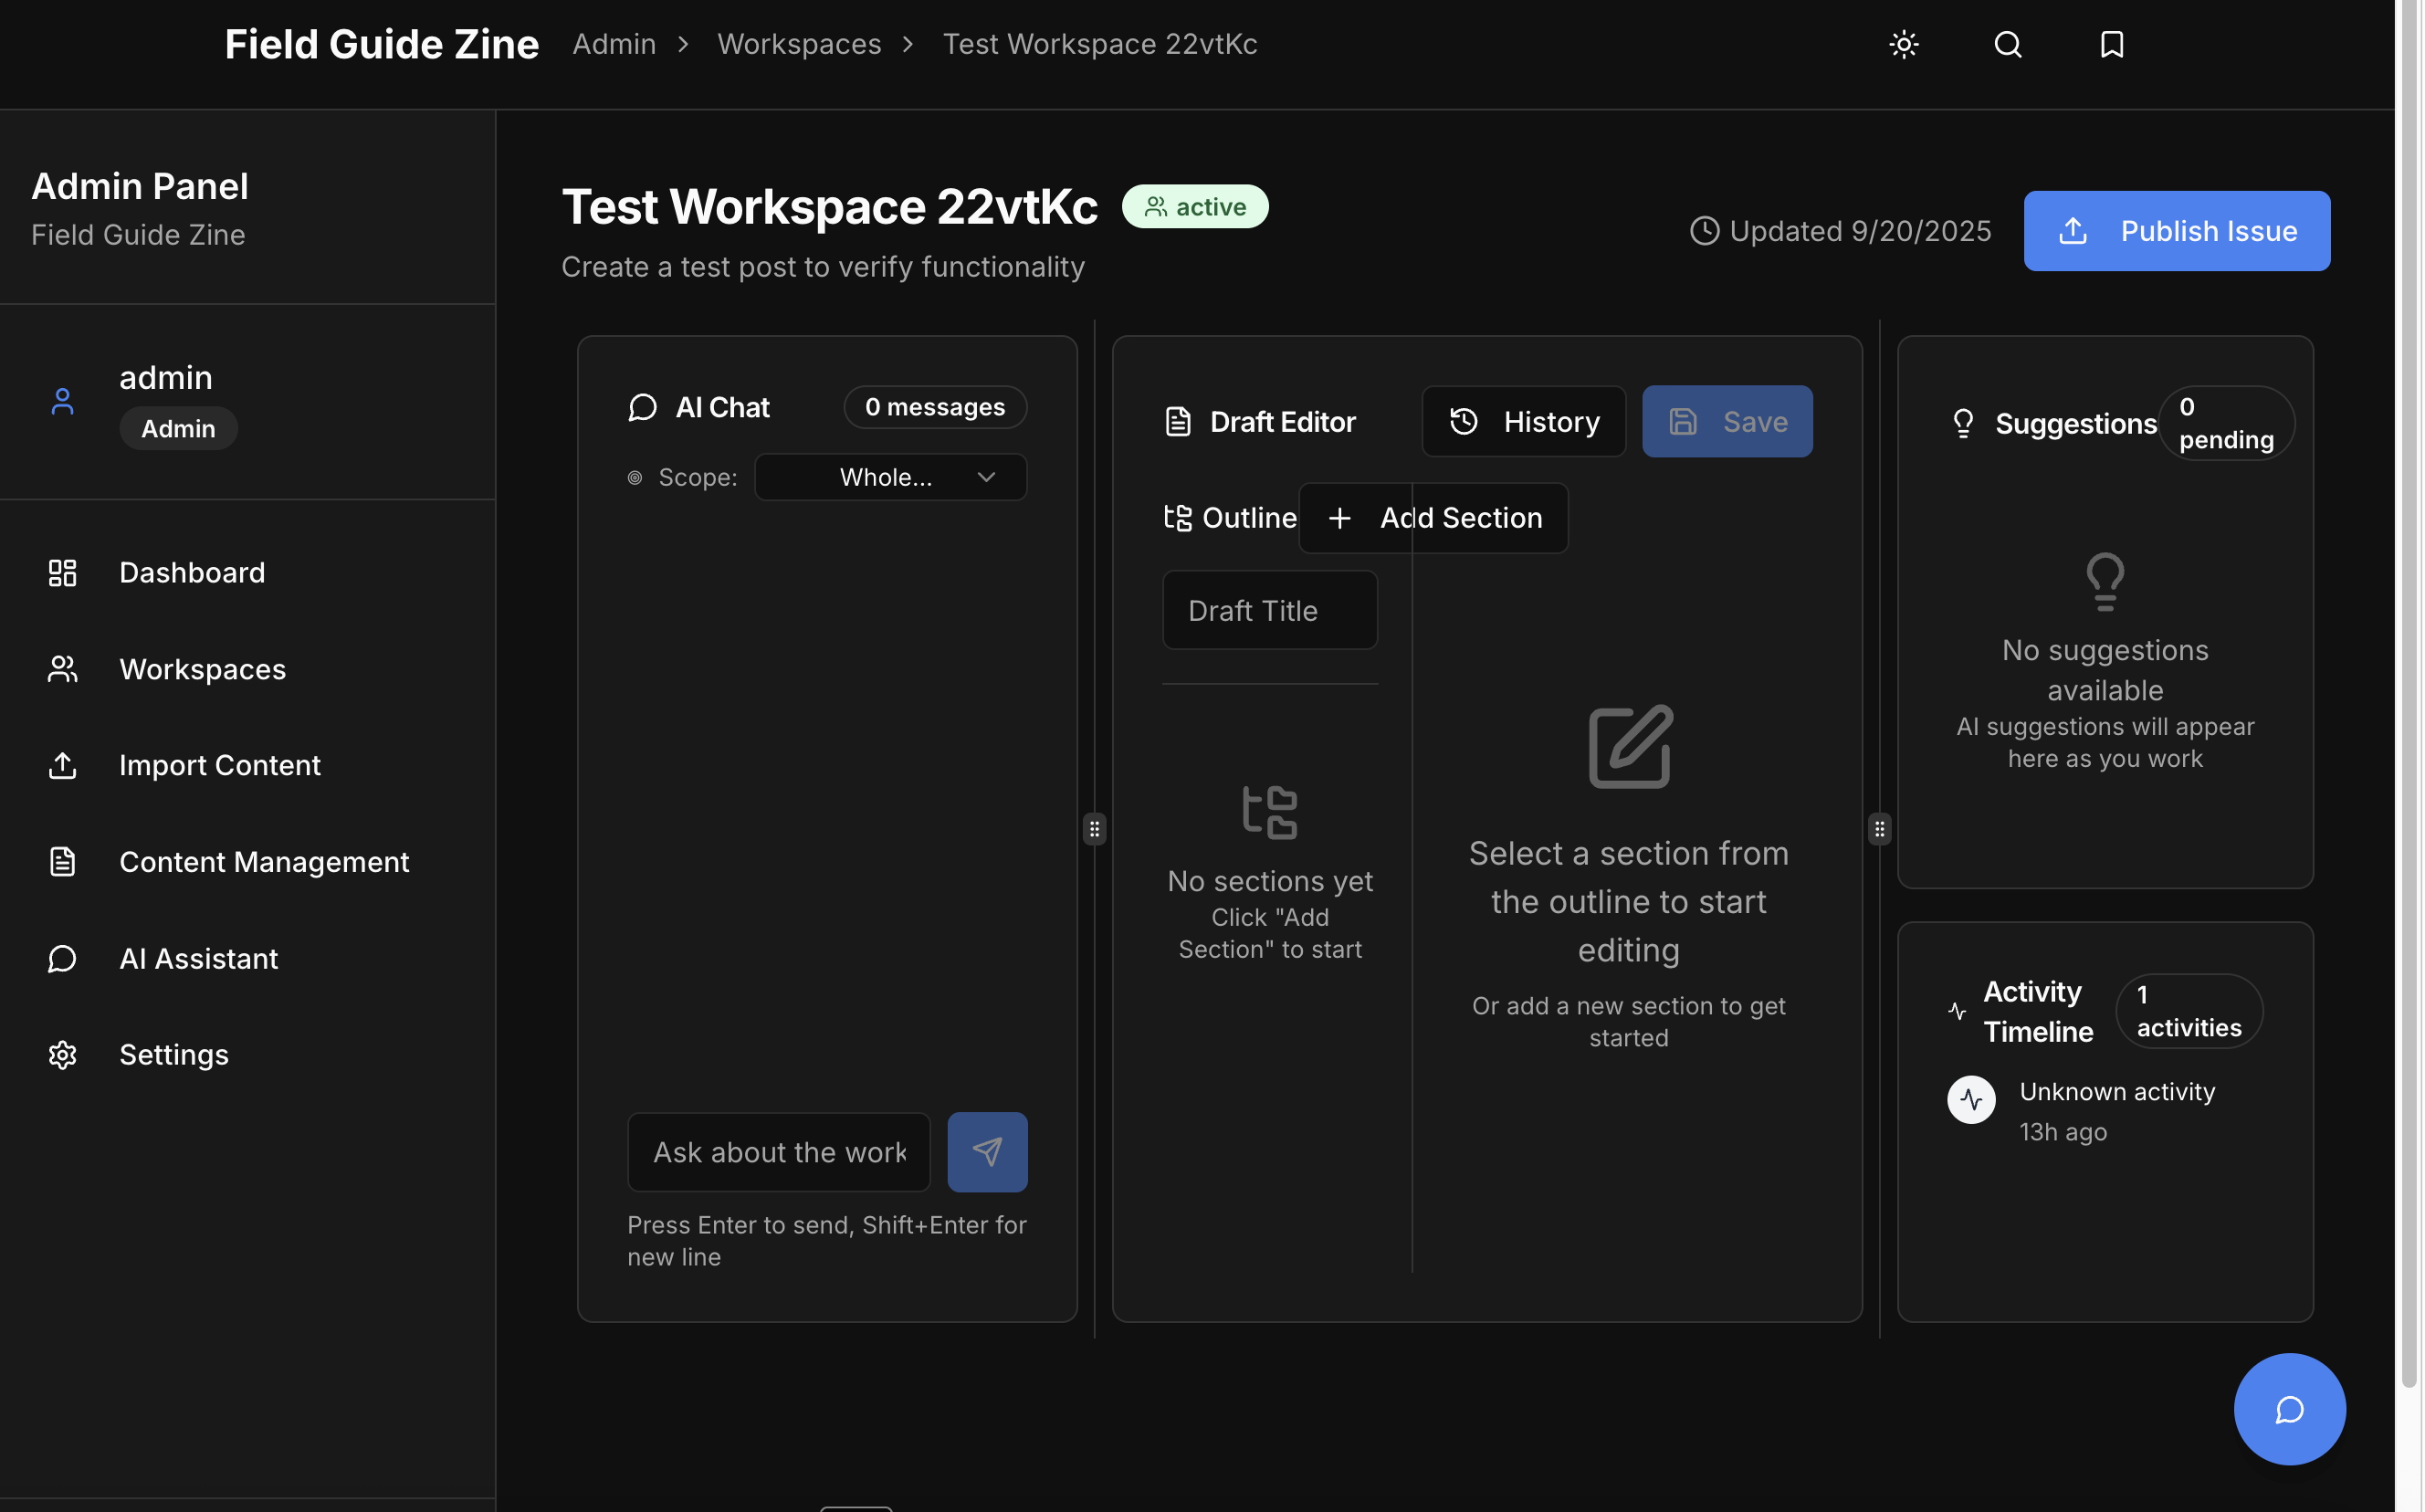 Field Guide Zine
Admin
Workspaces
Test Workspace 22vtKc
Admin Panel
Field Guide Zine
admin
Admin
Dashboard
Workspaces
Import Content
Content Management
AI Assistant
Settings
Test Workspace 22vtKc
active
Create a test post to verify functionality
Updated 9/20/2025
Publish Issue
AI Chat
0 messages
Scope:
Whole...
Ask about the work
Press Enter to send, Shift+Enter for
new line
Draft Editor
History
Save
Outline
Add Section
Draft Title
No sections yet
Click "Add
Section" to start
Select a section from
the outline to start
editing
Or add a new section to get
started
Suggestions
0
pending
No suggestions
available
AI suggestions will appear
here as you work
Activity
Timeline
1
activities
Unknown activity
13h ago